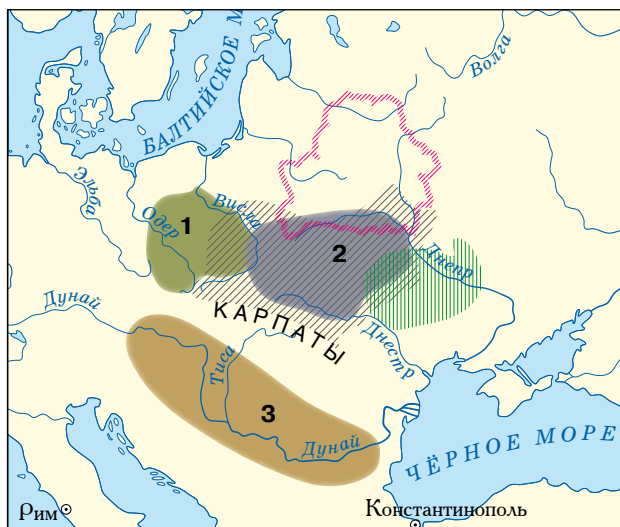 БАЛТИЙСКОЕ М
Волга
Эльба
Одер
Висла
1
2
Днепр
Дунай
КАРПАТЫ
Днестр
Тиса
3
Дунай
ЧЁРНОЕ МОРЕ
Рим
Константинополь